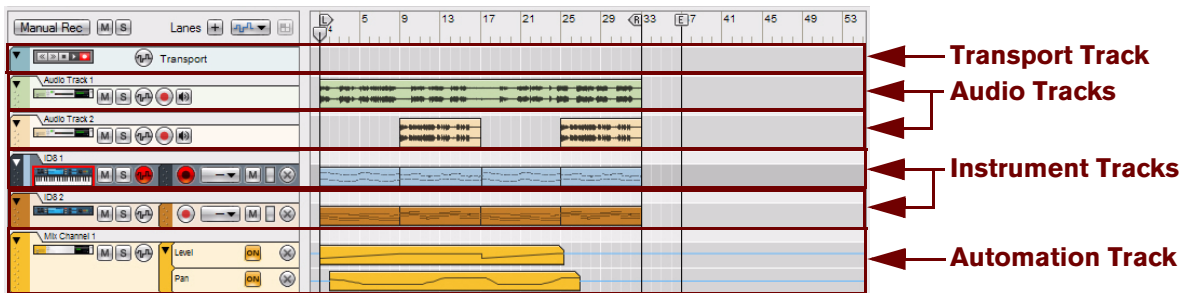 Manual Rec M S Lanes + 
L 5 9 13 17 21 25 29 R 33 E 7 41 45 49 53
4
Transport
Transport Track
Audio Track 1
M S
Audio Tracks
Audio Track 2
M S
ID8 1
M S M
Instrument Tracks
ID8 2
M S M
Mix Channel 1
M S Level ON
Automation Track
Pan ON